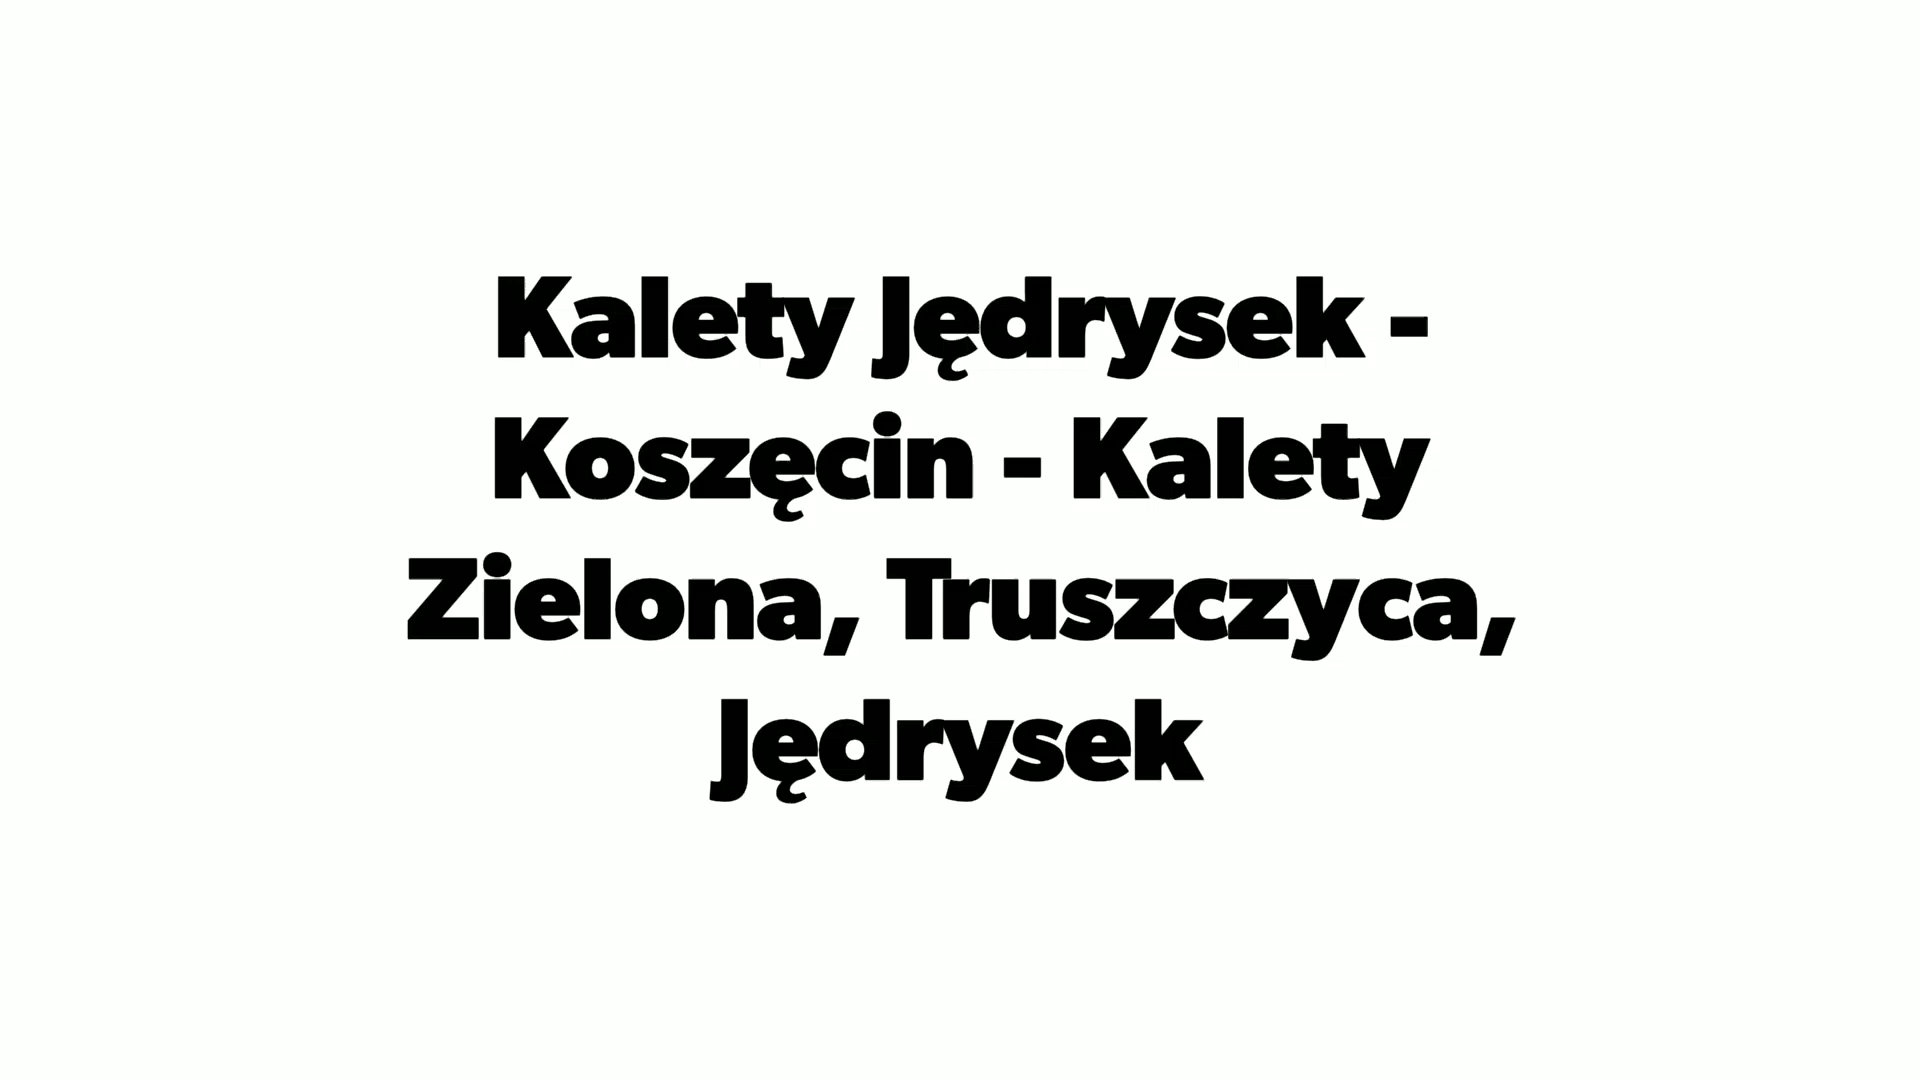 Kalety Jędrysek -
Koszęcin - Kalety
Zielona, Truszczyca,
Jędrysek